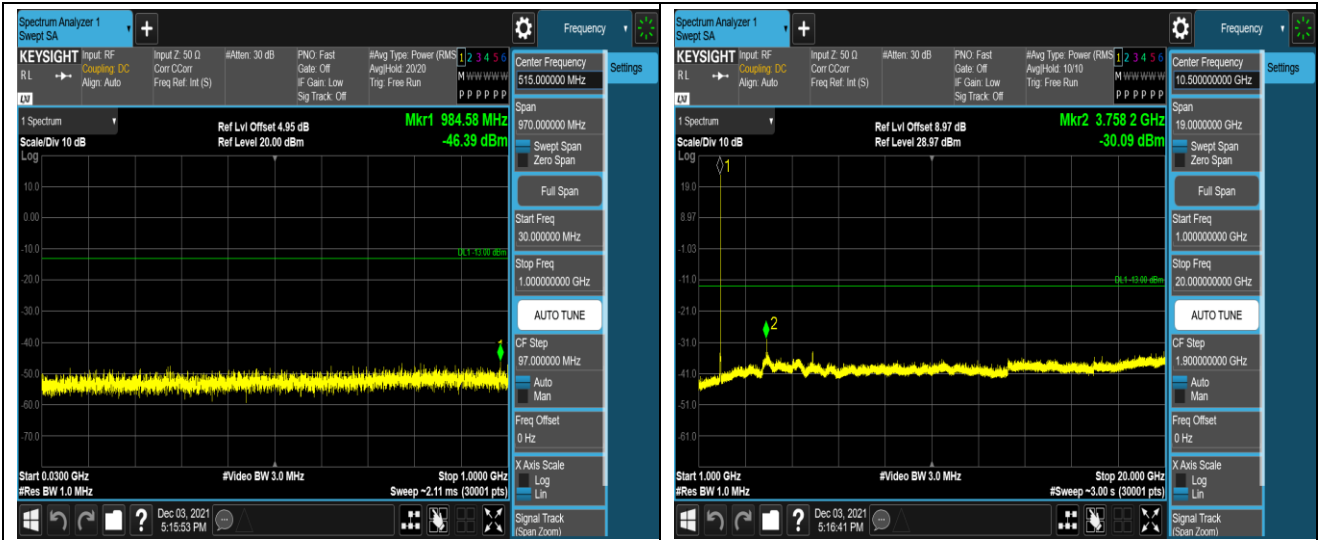 Spectrum Analyzer 1
Swept SA
+
Frequency
KEYSIGHT
Input: RF
Coupling: DC
Align: Auto
Input Z: 50 Ω
Corr CCorr
Freq Ref: Int (S)
#Atten: 30 dB
PNO: Fast
Gate: Off
IF Gain: Low
Sig Track: Off
#Avg Type: Power (RMS
Avg|Hold: 20/20
Trig: Free Run
1 2 3 4 5 6
M W W W W W
P P P P P P
RL
LXI
Center Frequency
515.000000 MHz
Settings
Span
970.000000 MHz
Swept Span
Zero Span
Full Span
Start Freq
30.000000 MHz
Stop Freq
1.000000000 GHz
AUTO TUNE
CF Step
97.000000 MHz
Auto
Man
Freq Offset
0 Hz
X Axis Scale
Log
Lin
Signal Track
(Span Zoom)
1 Spectrum
Scale/Div 10 dB
Log
Ref Lvl Offset 4.95 dB
Ref Level 20.00 dBm
Mkr1 984.58 MHz
-46.39 dBm
10.0
0.00
-10.0
DL1 -13.00 dBm
-20.0
-30.0
-40.0
1
-50.0
-60.0
-70.0
Start 0.0300 GHz
#Res BW 1.0 MHz
#Video BW 3.0 MHz
Stop 1.0000 GHz
Sweep ~2.11 ms (30001 pts)
?
Dec 03, 2021
5:15:53 PM
Spectrum Analyzer 1
Swept SA
+
Frequency
KEYSIGHT
Input: RF
Coupling: DC
Align: Auto
Input Z: 50 Ω
Corr CCorr
Freq Ref: Int (S)
#Atten: 30 dB
PNO: Fast
Gate: Off
IF Gain: Low
Sig Track: Off
#Avg Type: Power (RMS
Avg|Hold: 10/10
Trig: Free Run
1 2 3 4 5 6
M W W W W W
P P P P P P
RL
LXI
Center Frequency
10.500000000 GHz
Settings
Span
19.0000000 GHz
Swept Span
Zero Span
Full Span
Start Freq
1.000000000 GHz
Stop Freq
20.000000000 GHz
AUTO TUNE
CF Step
1.900000000 GHz
Auto
Man
Freq Offset
0 Hz
X Axis Scale
Log
Lin
Signal Track
(Span Zoom)
1 Spectrum
Scale/Div 10 dB
Log
Ref Lvl Offset 8.97 dB
Ref Level 28.97 dBm
Mkr2 3.758 2 GHz
-30.09 dBm
1
19.0
8.97
-1.03
-11.0
DL1 -13.00 dBm
-21.0
2
-31.0
-41.0
-51.0
-61.0
Start 1.000 GHz
#Res BW 1.0 MHz
#Video BW 3.0 MHz
Stop 20.000 GHz
#Sweep ~3.00 s (30001 pts)
?
Dec 03, 2021
5:16:41 PM